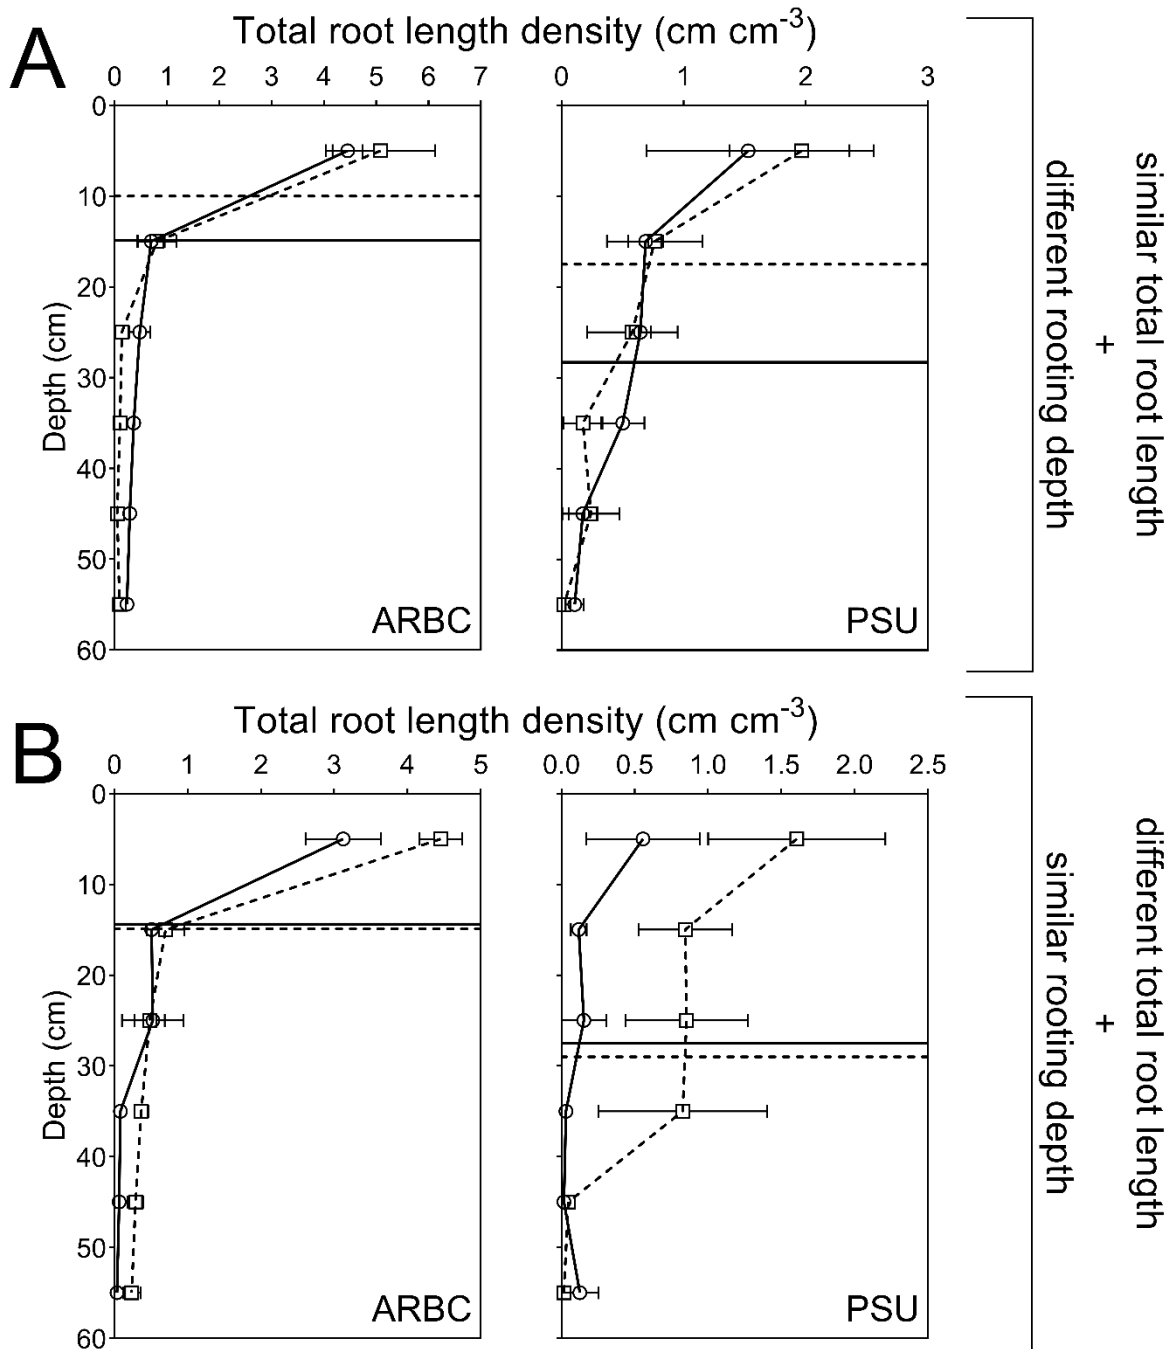 A
Total root length density (cm cm-3)
0 1 2 3 4 5 6 7
0 1 2 3
0
10
20
30
40
50
60
Depth (cm)
ARBC
PSU
similar total root length
+
different rooting depth
B
Total root length density (cm cm-3)
0 1 2 3 4 5
0.0 0.5 1.0 1.5 2.0 2.5
0
10
20
30
40
50
60
Depth (cm)
ARBC
PSU
different total root length
+
similar rooting depth